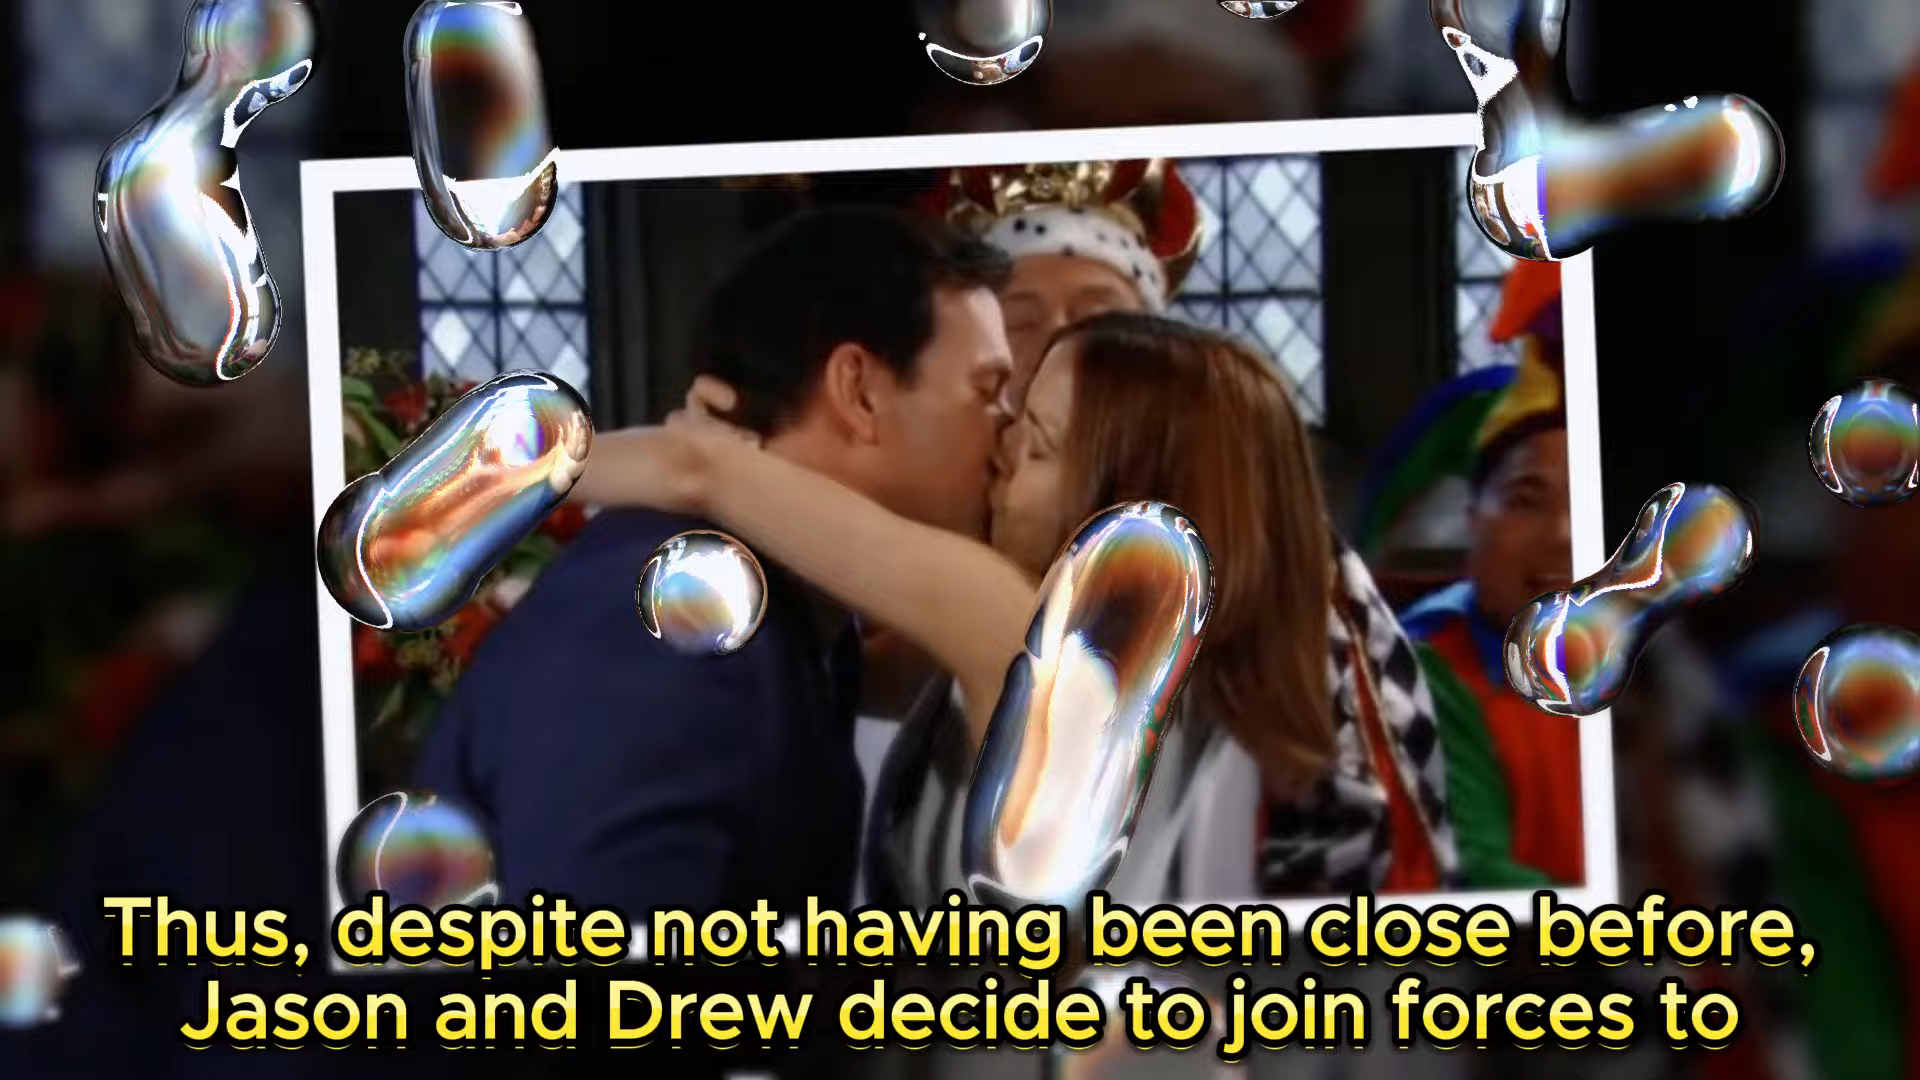 Thus, despite not having been close before,
Jason and Drew decide to join forces to